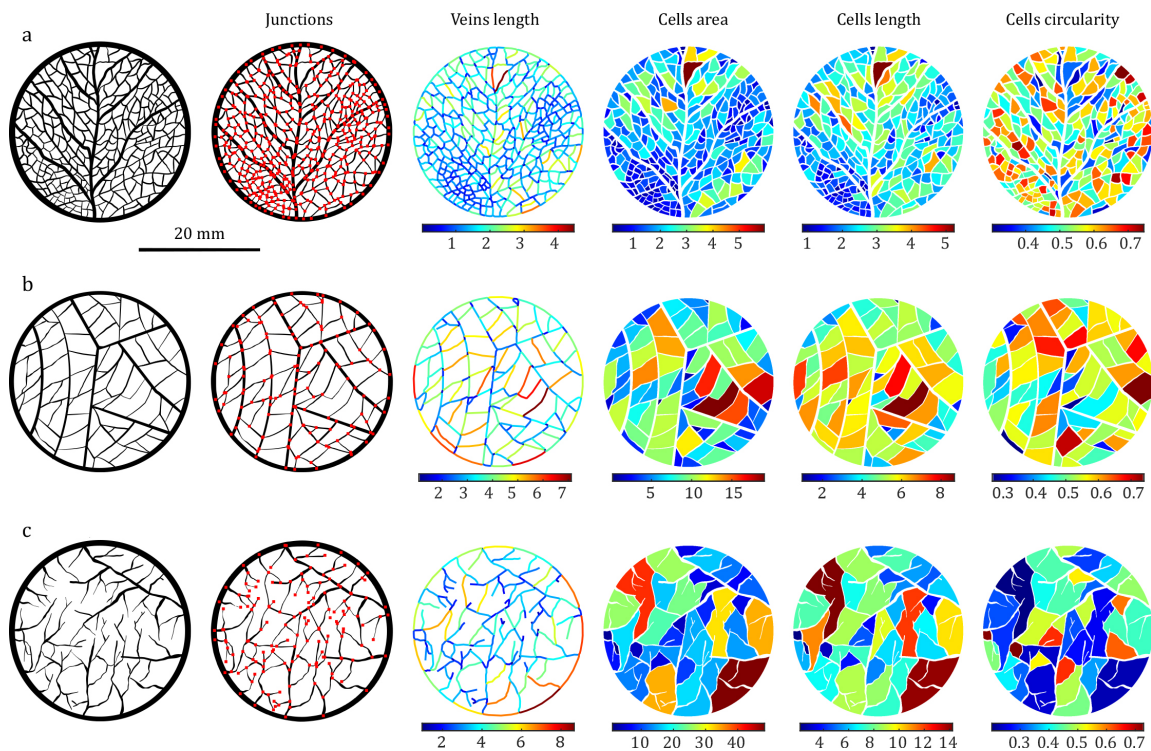 Junctions Veins length Cells area Cells length Cells circularity
a
1 2 3 4 1 2 3 4 5 1 2 3 4 5 0.4 0.5 0.6 0.7
20 mm
b
2 3 4 5 6 7 5 10 15 2 4 6 8 0.3 0.4 0.5 0.6 0.7
c
2 4 6 8 10 20 30 40 4 6 8 10 12 14 0.3 0.4 0.5 0.6 0.7